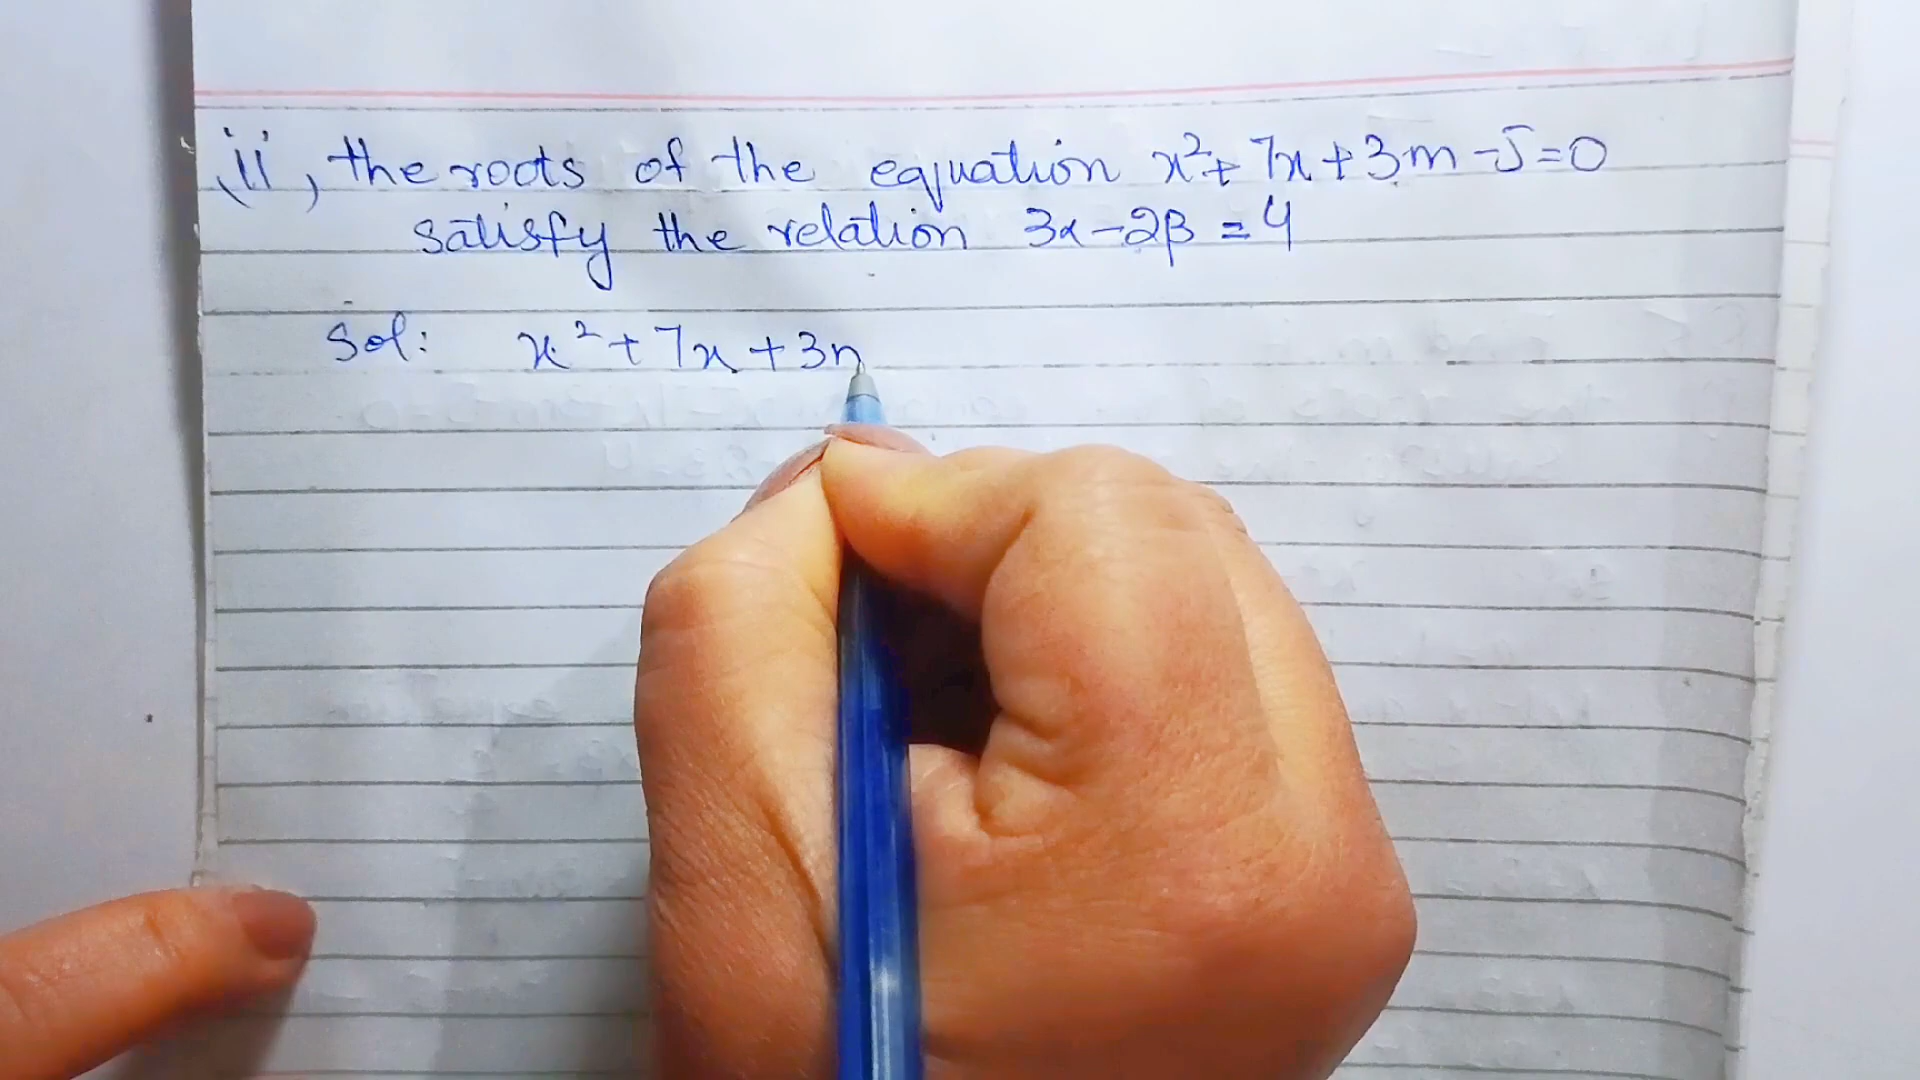 ii, the roots of the equation x²+7x+3m-5=0
satisfy the relation 3α-2β=4
Sol: x²+7x+3n